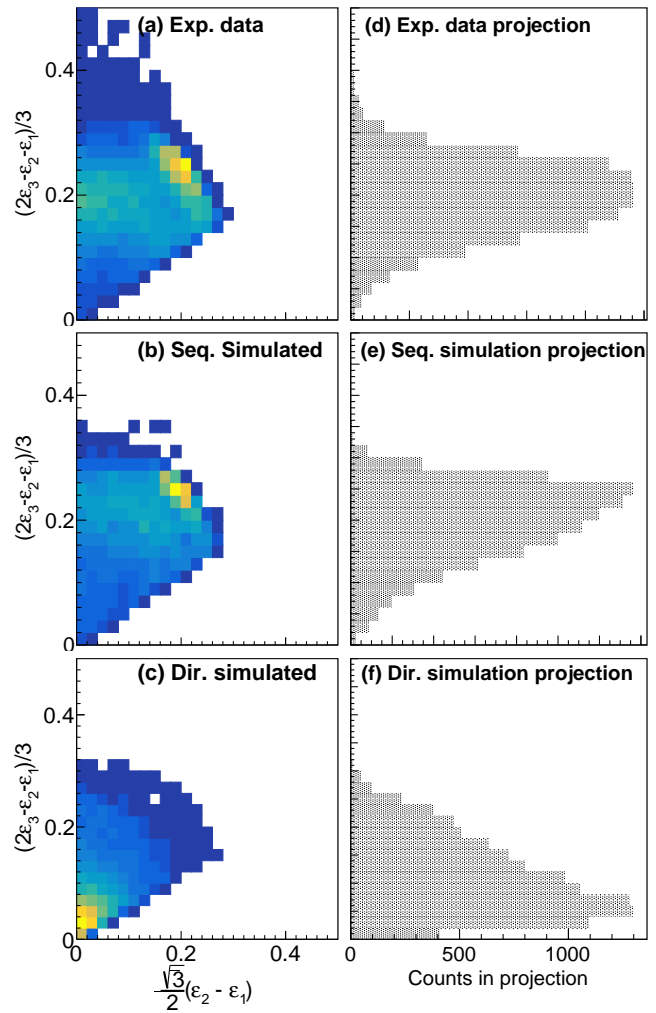 (a) Exp. data
(d) Exp. data projection
(2ε₃-ε₂-ε₁)/3
0.4
0.2
0
(b) Seq. Simulated
(e) Seq. simulation projection
(2ε₃-ε₂-ε₁)/3
0.4
0.2
0
(c) Dir. simulated
(f) Dir. simulation projection
(2ε₃-ε₂-ε₁)/3
0.4
0.2
0
0 0.2 0.4
0 500 1000
√3/2(ε₂ - ε₁)
Counts in projection